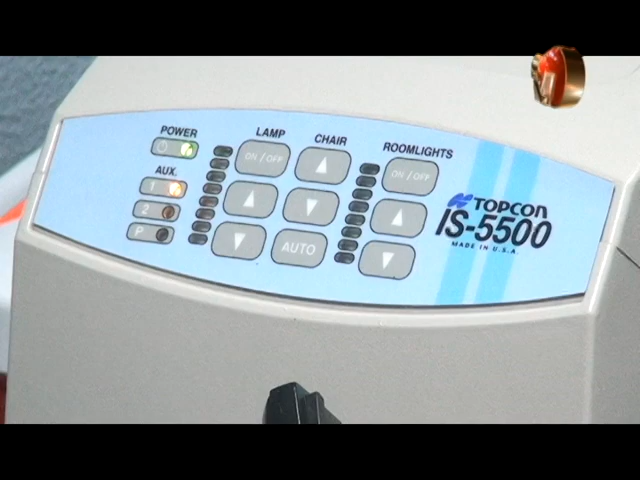 POWER
LAMP
CHAIR
ROOMLIGHTS
ON / OFF
ON / OFF
AUX.
1
2
P
AUTO
TOPCON
IS-5500
MADE IN U.S.A.